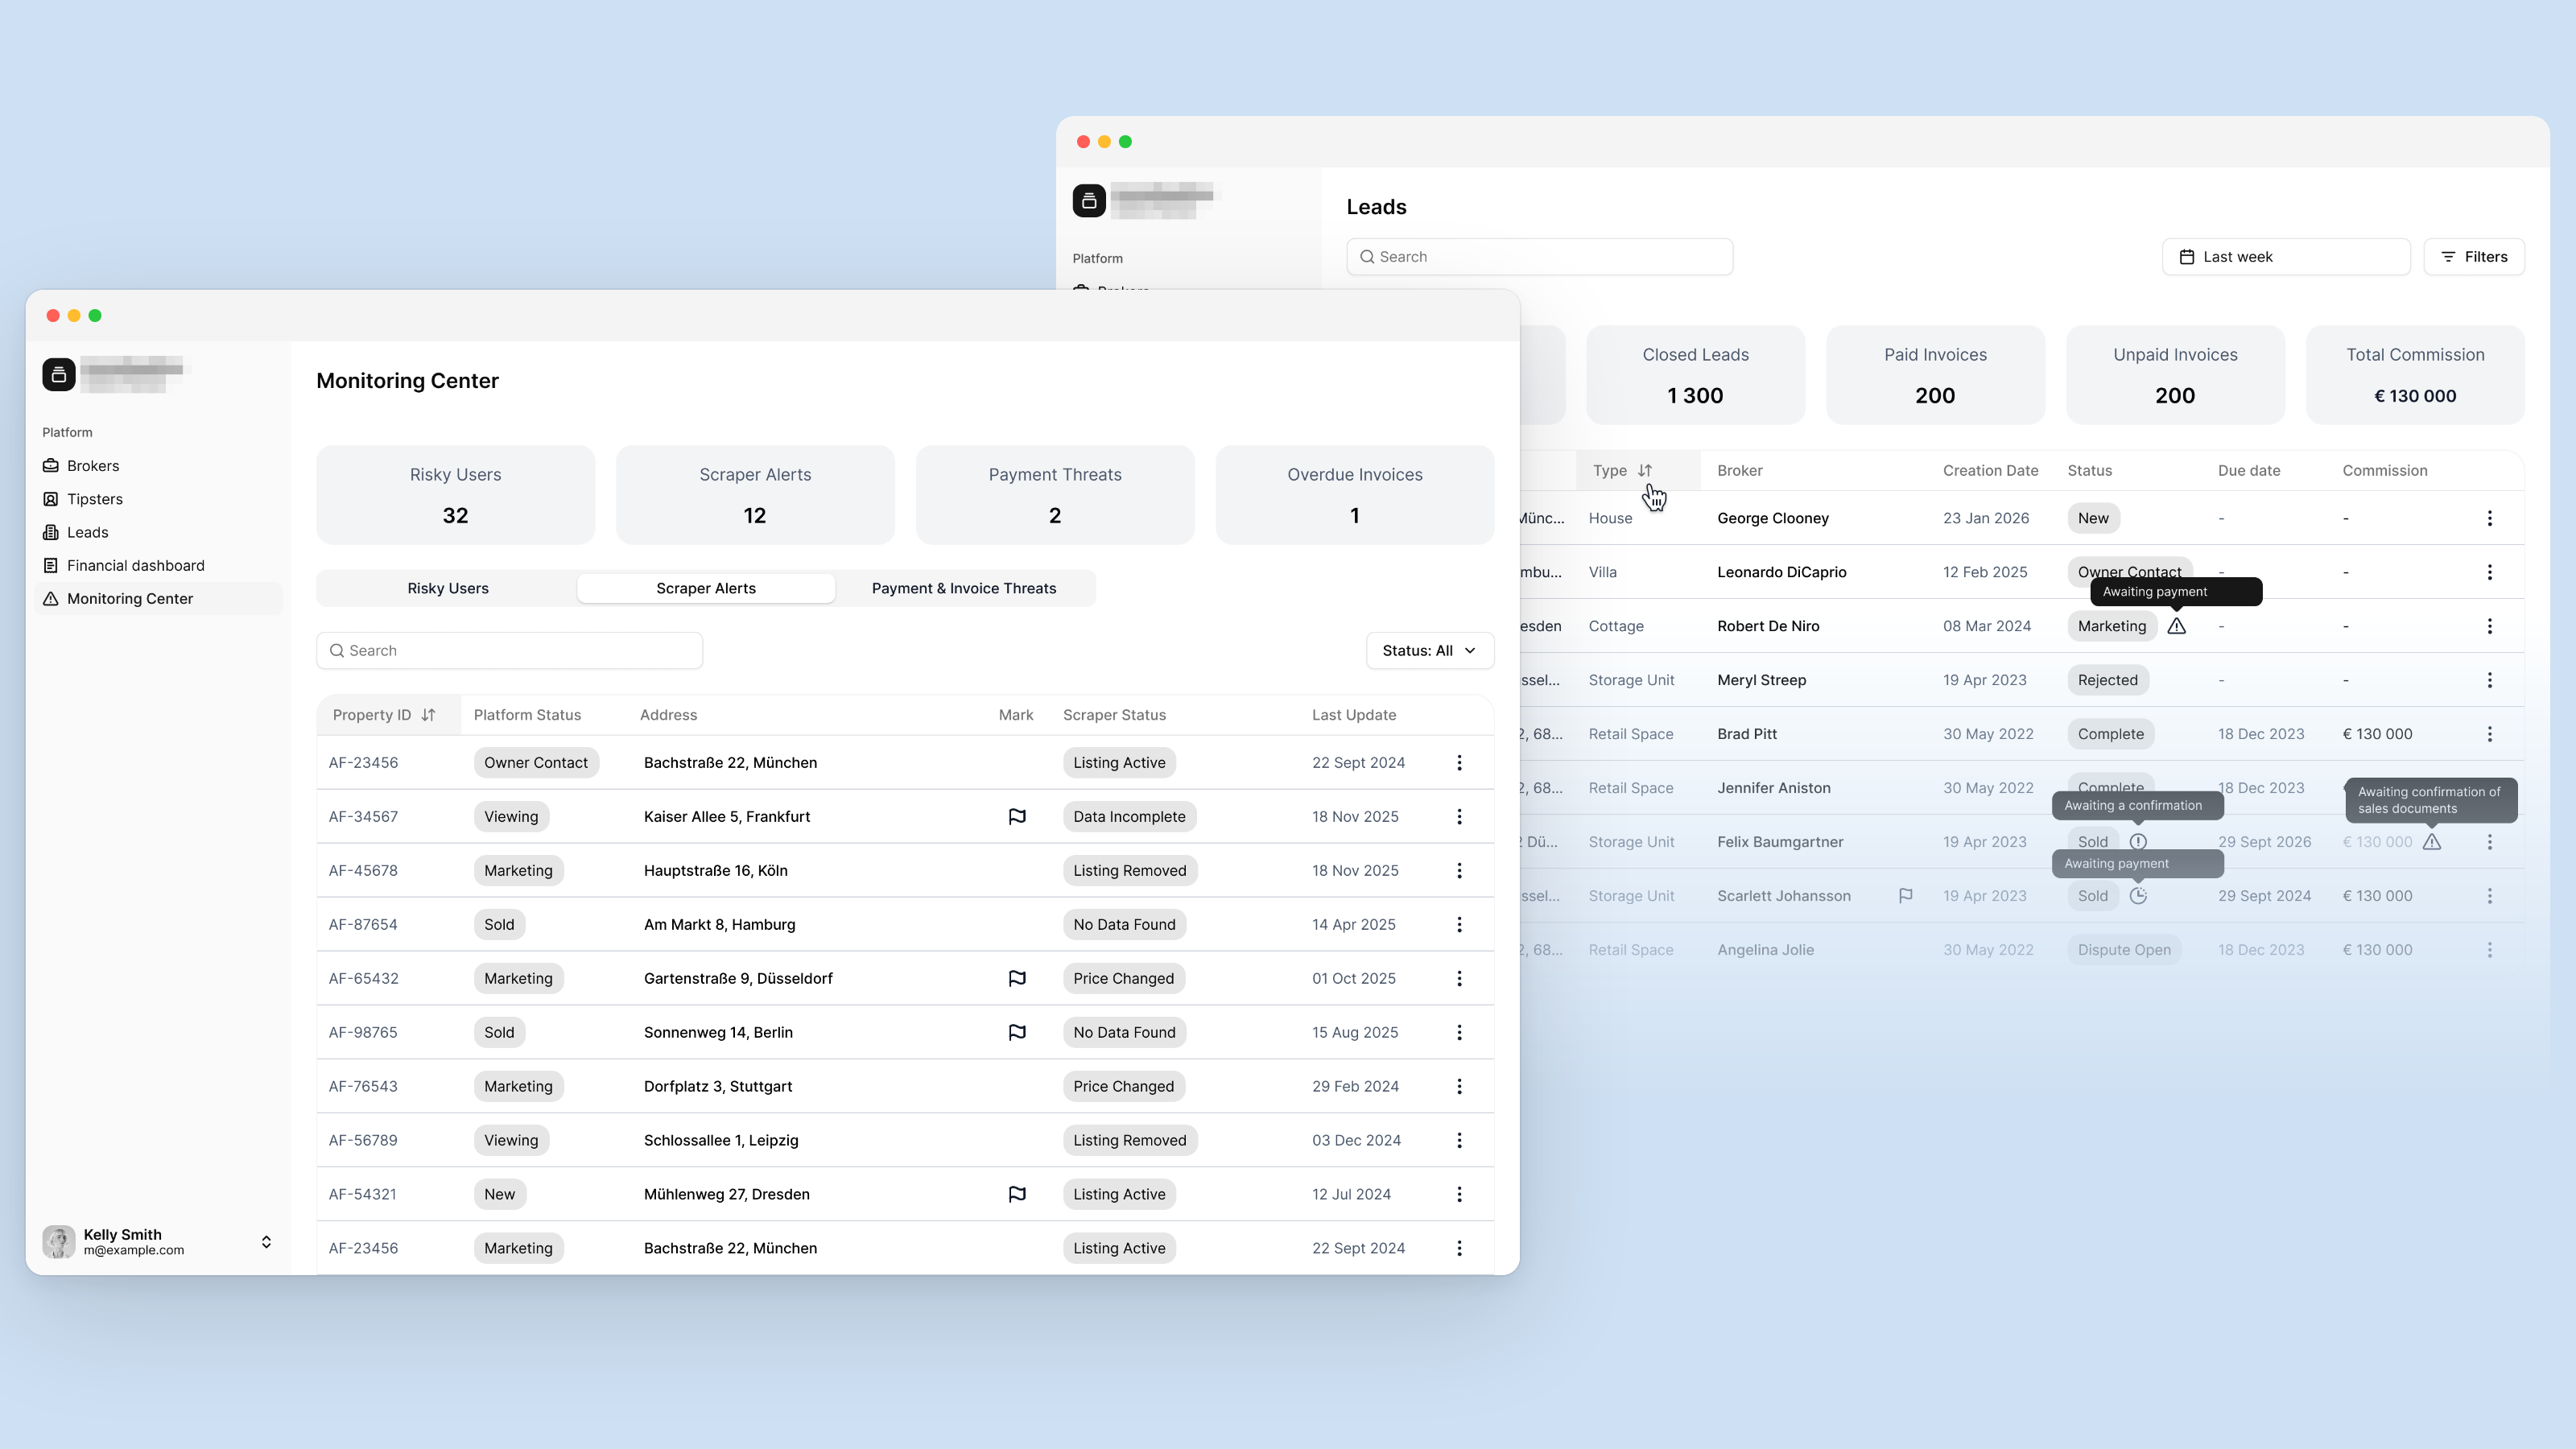 Leads
Platform
Search
Last week
Filters
Closed Leads
1 300
Paid Invoices
200
Unpaid Invoices
200
Total Commission
€ 130 000
Type Broker Creation Date Status Due date Commission
Münc... House George Clooney 23 Jan 2026 New - -
mbu... Villa Leonardo DiCaprio 12 Feb 2025 Owner Contact - -
Awaiting payment
esden Cottage Robert De Niro 08 Mar 2024 Marketing - -
ssel... Storage Unit Meryl Streep 19 Apr 2023 Rejected - -
2, 68... Retail Space Brad Pitt 30 May 2022 Complete 18 Dec 2023 € 130 000
2, 68... Retail Space Jennifer Aniston 30 May 2022 Complete 18 Dec 2023
Awaiting confirmation of
sales documents
Awaiting a confirmation
2 Dü... Storage Unit Felix Baumgartner 19 Apr 2023 Sold 29 Sept 2026 € 130 000
Awaiting payment
ssel... Storage Unit Scarlett Johansson 19 Apr 2023 Sold 29 Sept 2024 € 130 000
2, 68... Retail Space Angelina Jolie 30 May 2022 Dispute Open 18 Dec 2023 € 130 000
Platform
Brokers
Tipsters
Leads
Financial dashboard
Monitoring Center
Kelly Smith
m@example.com
Monitoring Center
Risky Users
32
Scraper Alerts
12
Payment Threats
2
Overdue Invoices
1
Risky Users Scraper Alerts Payment & Invoice Threats
Search
Status: All
Property ID Platform Status Address Mark Scraper Status Last Update
AF-23456 Owner Contact Bachstraße 22, München Listing Active 22 Sept 2024
AF-34567 Viewing Kaiser Allee 5, Frankfurt Data Incomplete 18 Nov 2025
AF-45678 Marketing Hauptstraße 16, Köln Listing Removed 18 Nov 2025
AF-87654 Sold Am Markt 8, Hamburg No Data Found 14 Apr 2025
AF-65432 Marketing Gartenstraße 9, Düsseldorf Price Changed 01 Oct 2025
AF-98765 Sold Sonnenweg 14, Berlin No Data Found 15 Aug 2025
AF-76543 Marketing Dorfplatz 3, Stuttgart Price Changed 29 Feb 2024
AF-56789 Viewing Schlossallee 1, Leipzig Listing Removed 03 Dec 2024
AF-54321 New Mühlenweg 27, Dresden Listing Active 12 Jul 2024
AF-23456 Marketing Bachstraße 22, München Listing Active 22 Sept 2024